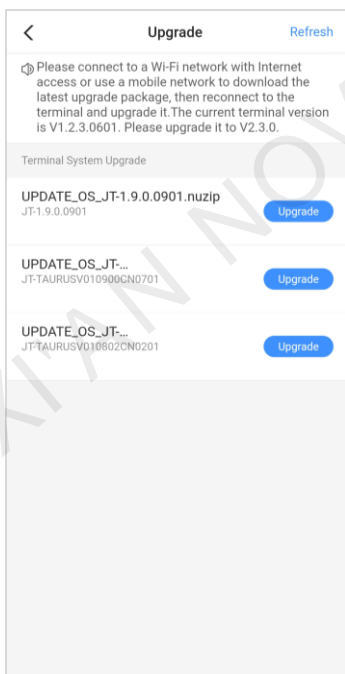 Upgrade
Refresh
Please connect to a Wi-Fi network with Internet
access or use a mobile network to download the
latest upgrade package, then reconnect to the
terminal and upgrade it.The current terminal version
is V1.2.3.0601. Please upgrade it to V2.3.0.
Terminal System Upgrade
UPDATE_OS_JT-1.9.0.0901.nuzip
JT-1.9.0.0901
Upgrade
UPDATE_OS_JT-...
JT-TAURUSV010900CN0701
Upgrade
UPDATE_OS_JT-...
JT-TAURUSV010802CN0201
Upgrade
XI'AN NOV